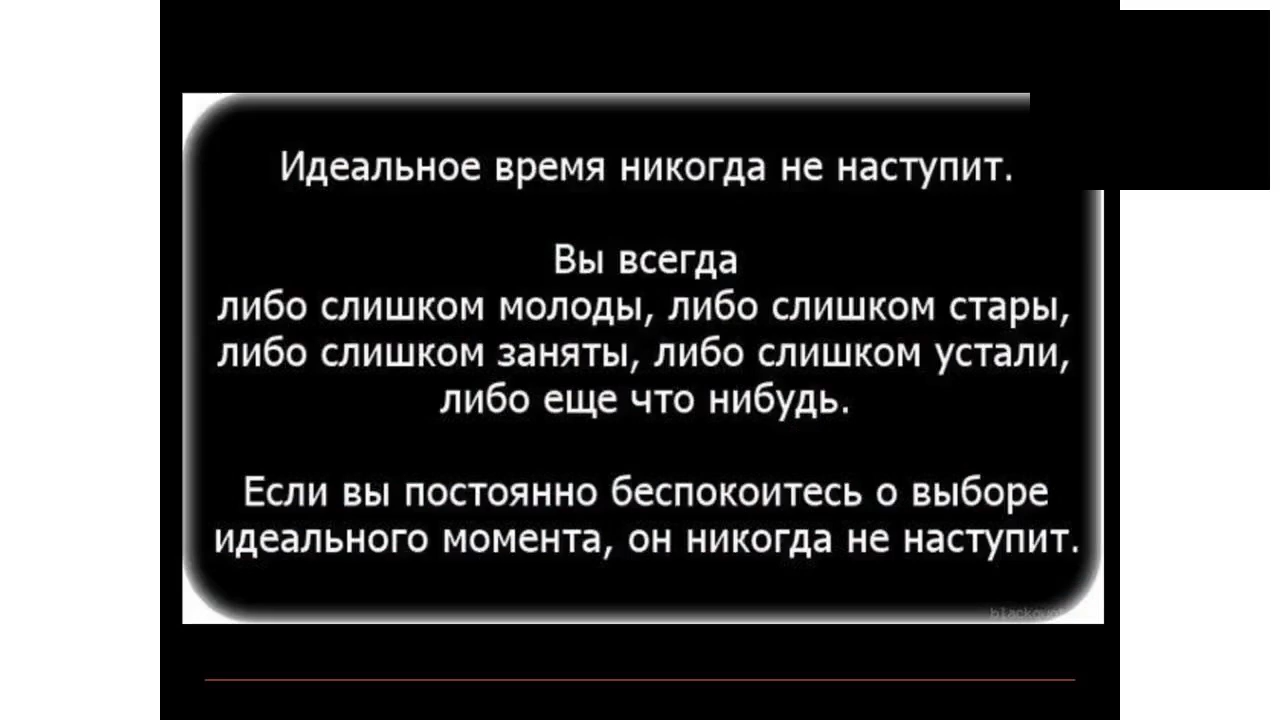 Идеальное время никогда не наступит.
Вы всегда
либо слишком молоды, либо слишком стары,
либо слишком заняты, либо слишком устали,
либо еще что нибудь.
Если вы постоянно беспокоитесь о выборе
идеального момента, он никогда не наступит.